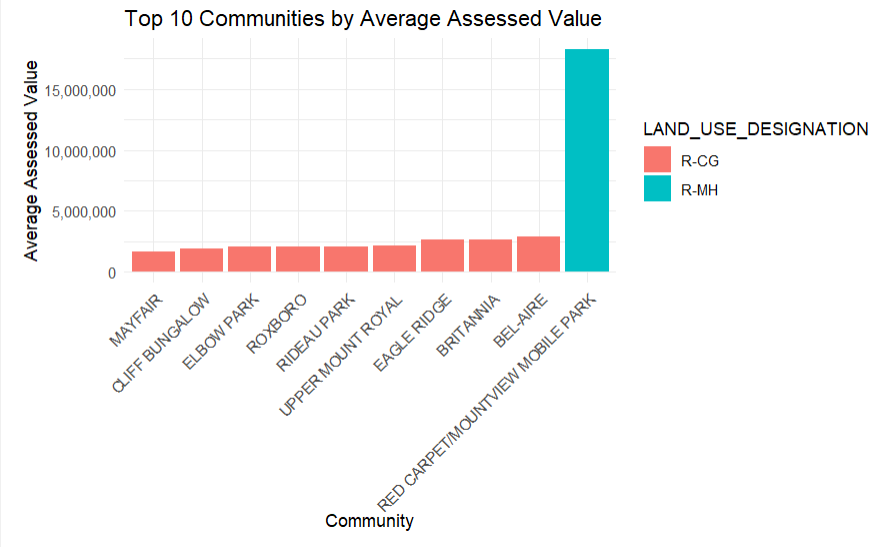 Top 10 Communities by Average Assessed Value
Average Assessed Value
15,000,000
10,000,000
5,000,000
0
MAYFAIR
CLIFF BUNGALOW
ELBOW PARK
ROXBORO
RIDEAU PARK
UPPER MOUNT ROYAL
EAGLE RIDGE
BRITANNIA
BEL-AIRE
RED CARPET/MOUNTVIEW MOBILE PARK
Community
LAND_USE_DESIGNATION
R-CG
R-MH